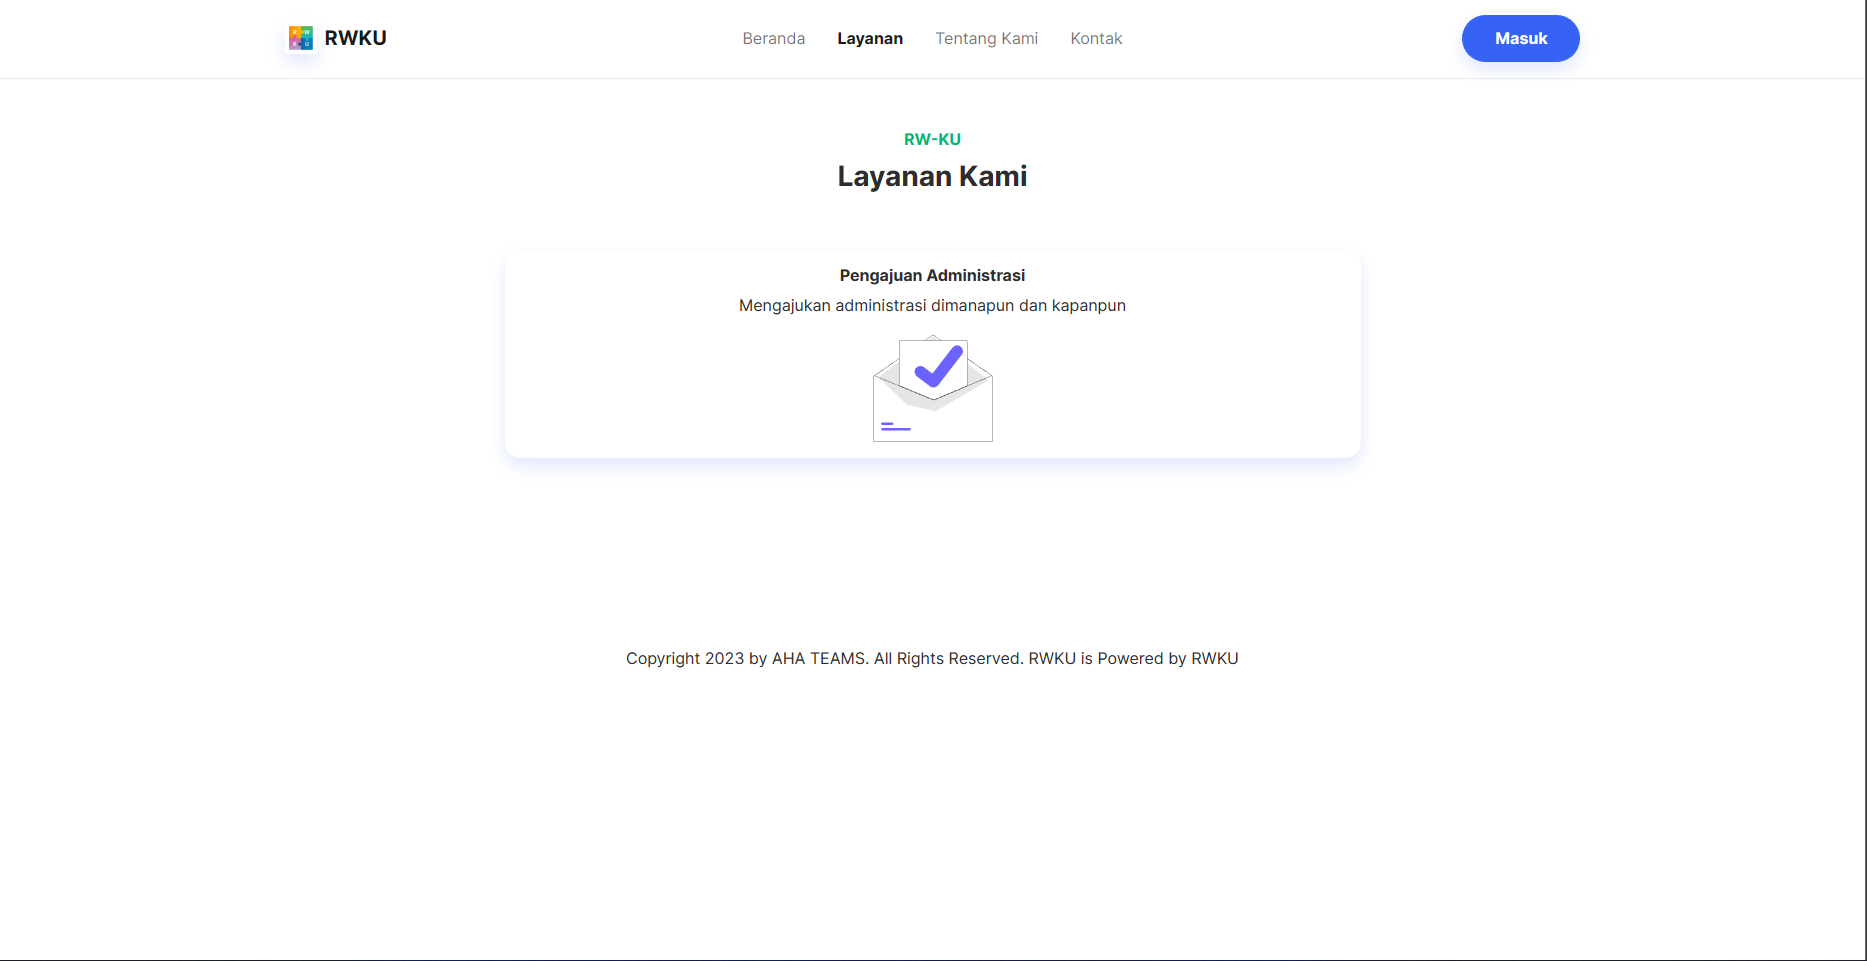 RWKU
Beranda Layanan Tentang Kami Kontak
Masuk
RW-KU
Layanan Kami
Pengajuan Administrasi
Mengajukan administrasi dimanapun dan kapanpun
Copyright 2023 by AHA TEAMS. All Rights Reserved. RWKU is Powered by RWKU